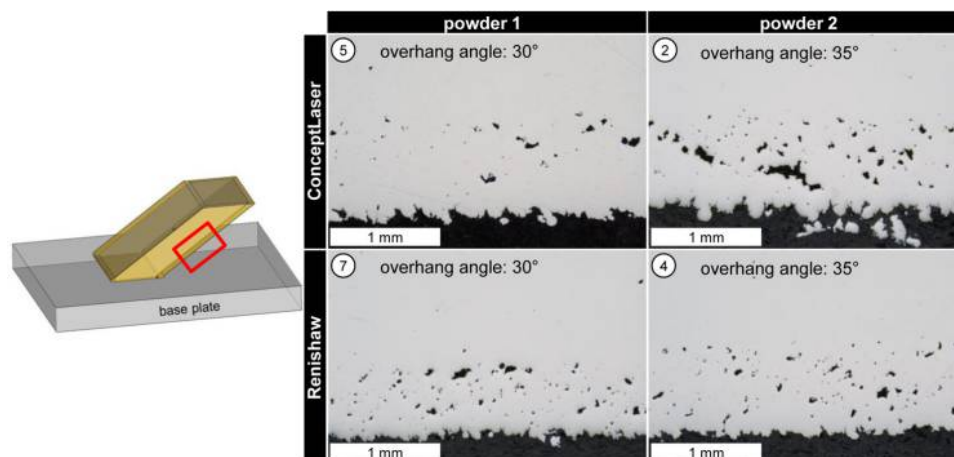 powder 1
powder 2
ConceptLaser
5
overhang angle: 30°
1 mm
2
overhang angle: 35°
1 mm
base plate
Renishaw
7
overhang angle: 30°
1 mm
4
overhang angle: 35°
1 mm